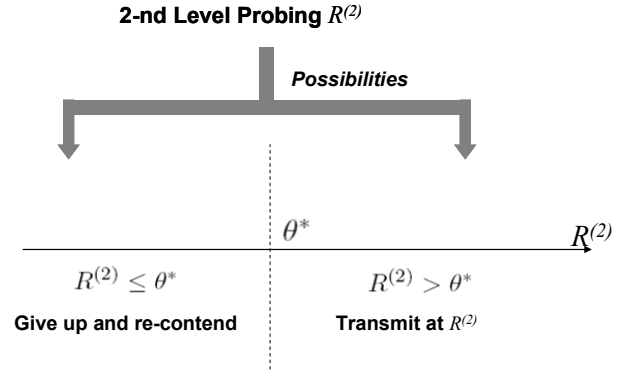 2-nd Level Probing R⁽²⁾
Possibilities
θ*
R⁽²⁾
R⁽²⁾ ≤ θ*
R⁽²⁾ > θ*
Give up and re-contend
Transmit at R⁽²⁾